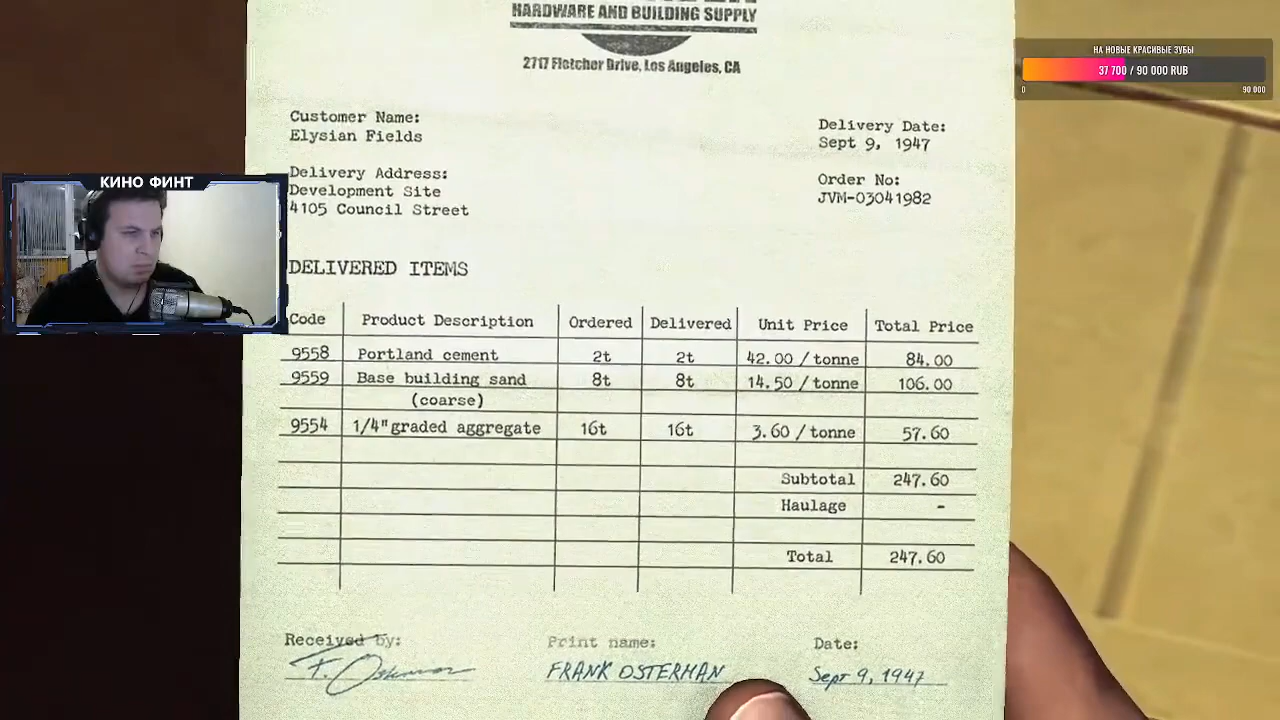 HARDWARE AND BUILDING SUPPLY
2717 Fletcher Drive, Los Angeles, CA
НА НОВЫЕ КРАСИВЫЕ ЗУБЫ
37 700 / 90 000 RUB
0 90 000
Customer Name:
Elysian Fields
Delivery Date:
Sept 9, 1947
Delivery Address:
Development Site
4105 Council Street
Order No:
JVM-03041982
КИНО ФИНТ
DELIVERED ITEMS
Code Product Description Ordered Delivered Unit Price Total Price
9558 Portland cement 2t 2t 42.00 / tonne 84.00
9559 Base building sand 8t 8t 14.50 / tonne 106.00
(coarse)
9554 1/4" graded aggregate 16t 16t 3.60 / tonne 57.60
Subtotal 247.60
Haulage -
Total 247.60
Received by: Print name: Date:
F. Osterman FRANK OSTERMAN Sept 9, 1947